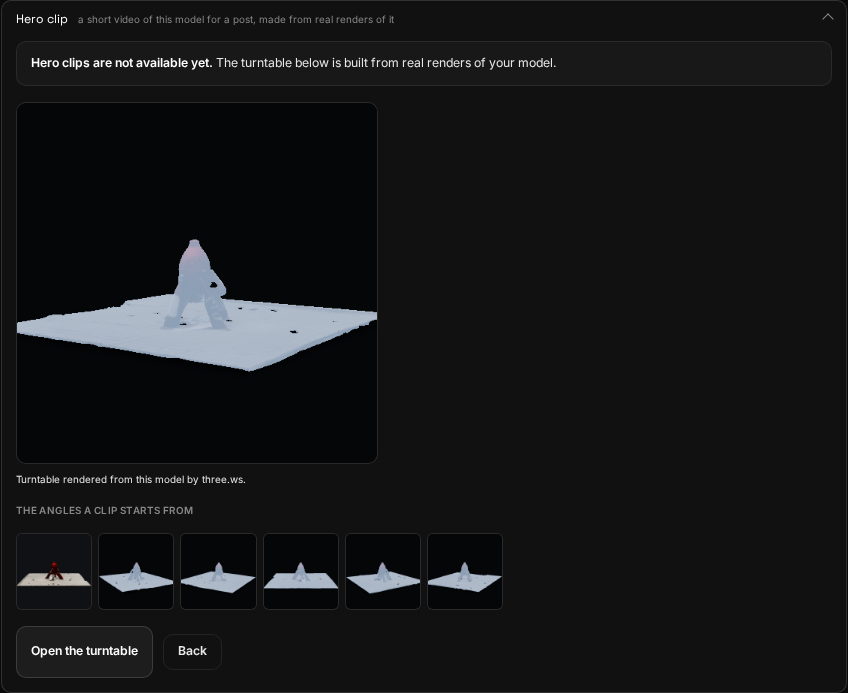 Hero clip a short video of this model for a post, made from real renders of it
Hero clips are not available yet. The turntable below is built from real renders of your model.
Turntable rendered from this model by three.ws.
THE ANGLES A CLIP STARTS FROM
Open the turntable
Back